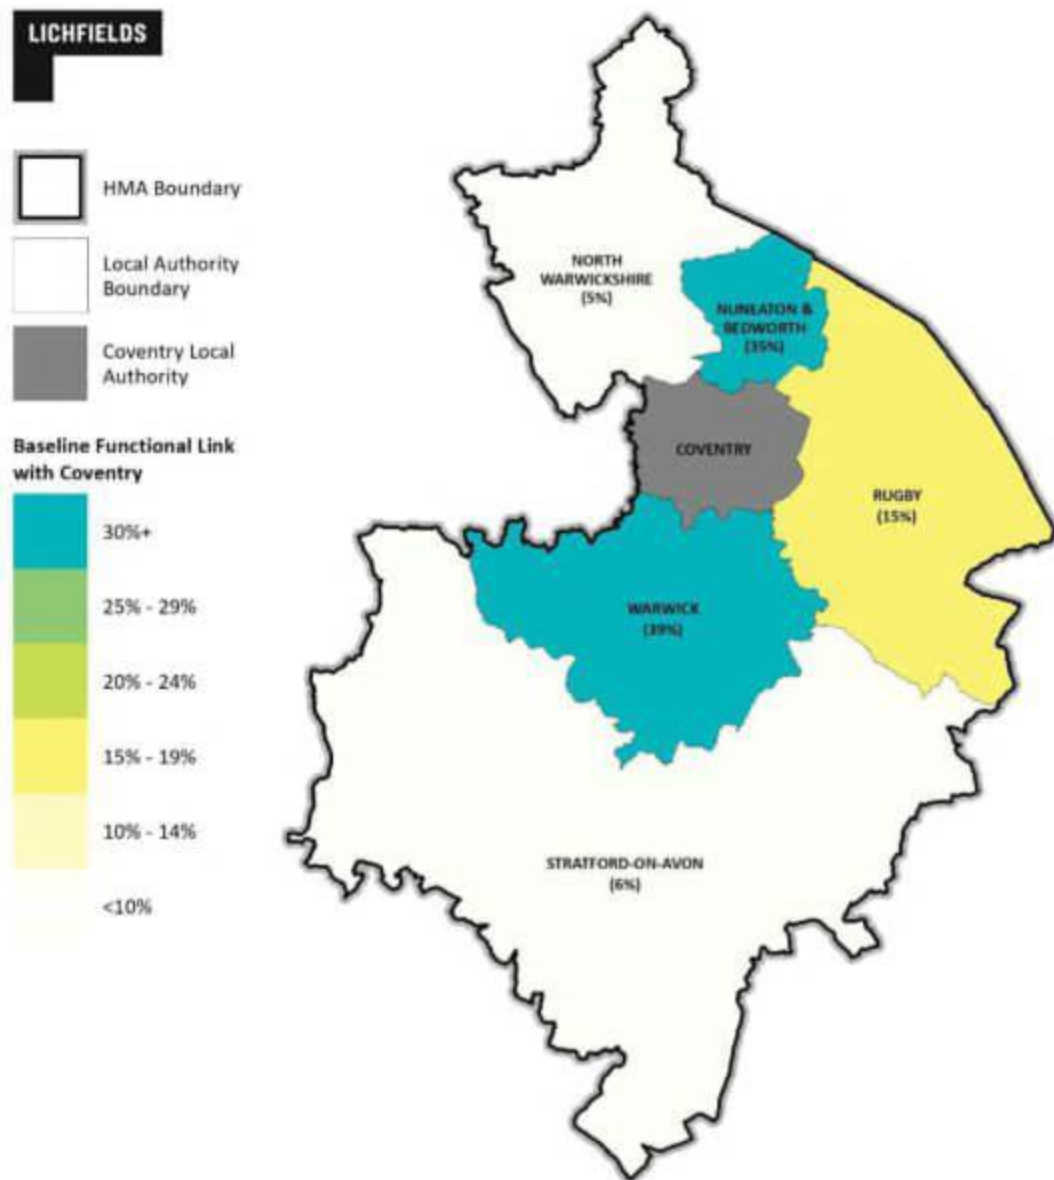 LICHFIELDS
HMA Boundary
Local Authority
Boundary
Coventry Local
Authority
Baseline Functional Link
with Coventry
30%+
25% - 29%
20% - 24%
15% - 19%
10% - 14%
<10%
NORTH
WARWICKSHIRE
(5%)
NUNEATON &
BEDWORTH
(35%)
COVENTRY
RUGBY
(15%)
WARWICK
(39%)
STRATFORD-ON-AVON
(6%)